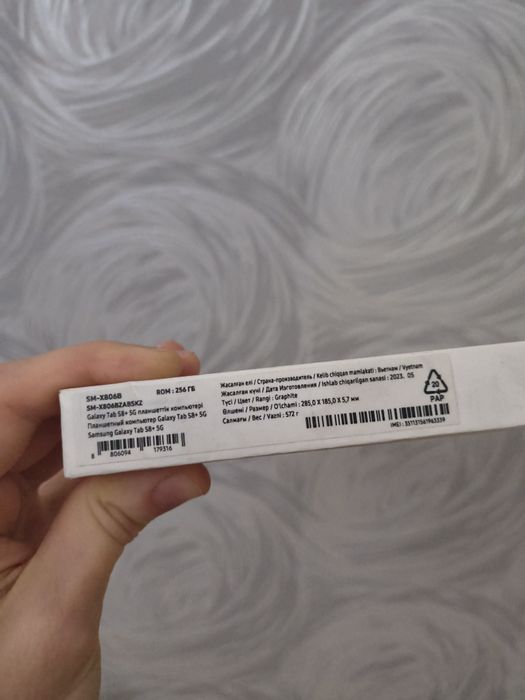 SM-X806B ROM : 256 ГБ
SM-X806BZABSKZ
Galaxy Tab S8+ 5G планшеттік компьютері
Планшетный компьютер Galaxy Tab S8+ 5G
Samsung Galaxy Tab S8+ 5G
8 806094 179316
Жасалған елі / Страна-производитель / Kelib chiqqan mamlakati : Вьетнам / Vyetnam
Жасалған күні / Дата Изготовления / Ishlab chiqarilgan sanasi : 2023. 05
Түсі / Цвет / Rangi : Graphite
Өлшемі / Размер / O'lchami : 285,0 X 185,0 X 5,7 мм
Салмағы / Вес / Vazni : 572 г
IMEI : 351131561963339
20
PAP